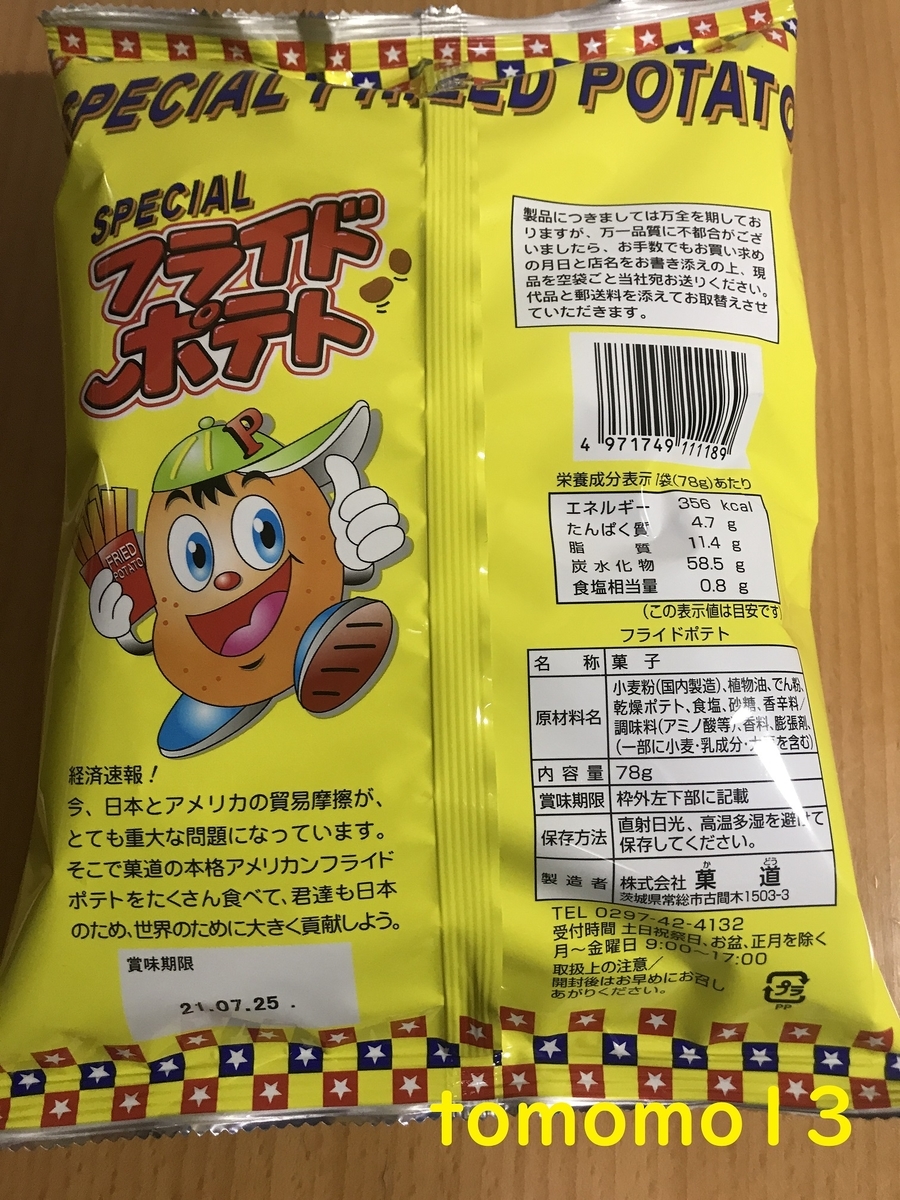 SPECIAL FRIED POTATO
SPECIAL
フライド
ポテト
P
FRIED
POTATO
経済速報！
今、日本とアメリカの貿易摩擦が、
とても重大な問題になっています。
そこで菓道の本格アメリカンフライド
ポテトをたくさん食べて、君達も日本
のため、世界のために大きく貢献しよう。
賞味期限
21.07.25 .
製品につきましては万全を期してお
りますが、万一品質に不都合がござ
いましたら、お手数でもお買い求め
の月日と店名をお書き添えの上、現
品を空袋ごと当社宛お送りください。
代品と郵送料を添えてお取替えさせ
ていただきます。
4 971749 111189
栄養成分表示 1袋(78g)あたり
エネルギー 356 kcal
たんぱく質 4.7 g
脂質 11.4 g
炭水化物 58.5 g
食塩相当量 0.8 g
(この表示値は目安です
フライドポテト
名称 菓子
原材料名 小麦粉(国内製造)、植物油、でん粉、
乾燥ポテト、食塩、砂糖、香辛料/
調味料(アミノ酸等)、香料、膨張剤、
(一部に小麦・乳成分・大豆を含む)
内容量 78g
賞味期限 枠外左下部に記載
保存方法 直射日光、高温多湿を避けて
保存してください。
製造者 株式会社 菓道
か どう
茨城県常総市古間木1503-3
TEL 0297-42-4132
受付時間 土日祝祭日、お盆、正月を除く
月～金曜日 9:00～17:00
取扱上の注意/
開封後はお早めにお召し
あがりください。
プラ
PP
tomomo13